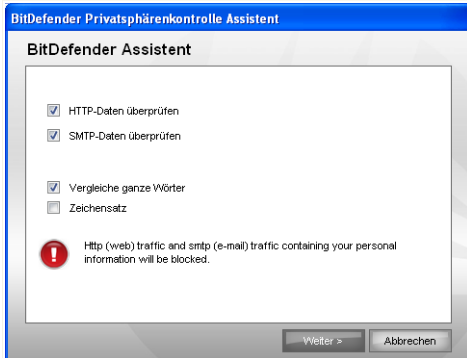 BitDefender Privatsphärenkontrolle Assistent
BitDefender Assistent
HTTP-Daten überprüfen
SMTP-Daten überprüfen
Vergleiche ganze Wörter
Zeichensatz
Http (web) traffic and smtp (e-mail) traffic containing your personal
information will be blocked.
Weiter >
Abbrechen